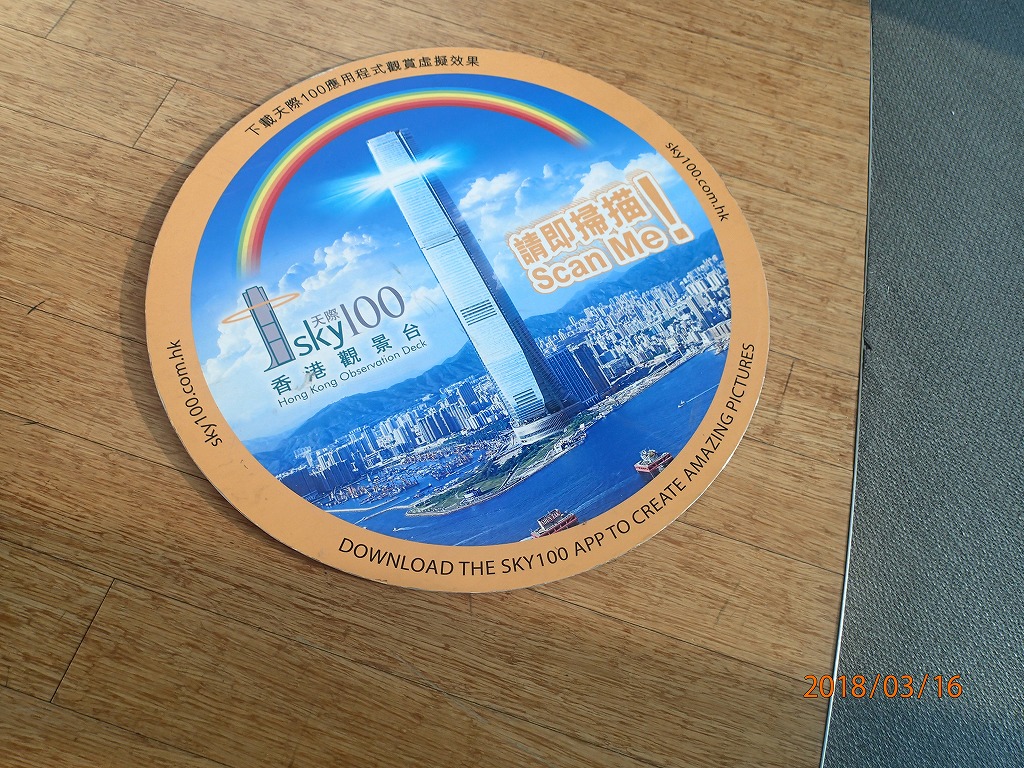 下載天際100應用程式觀賞虛擬效果
sky100.com.hk
請即掃描!
Scan Me!
天際
sky100
香港觀景台
Hong Kong Observation Deck
sky100.com.hk
DOWNLOAD THE SKY100 APP TO CREATE AMAZING PICTURES
2018/03/16